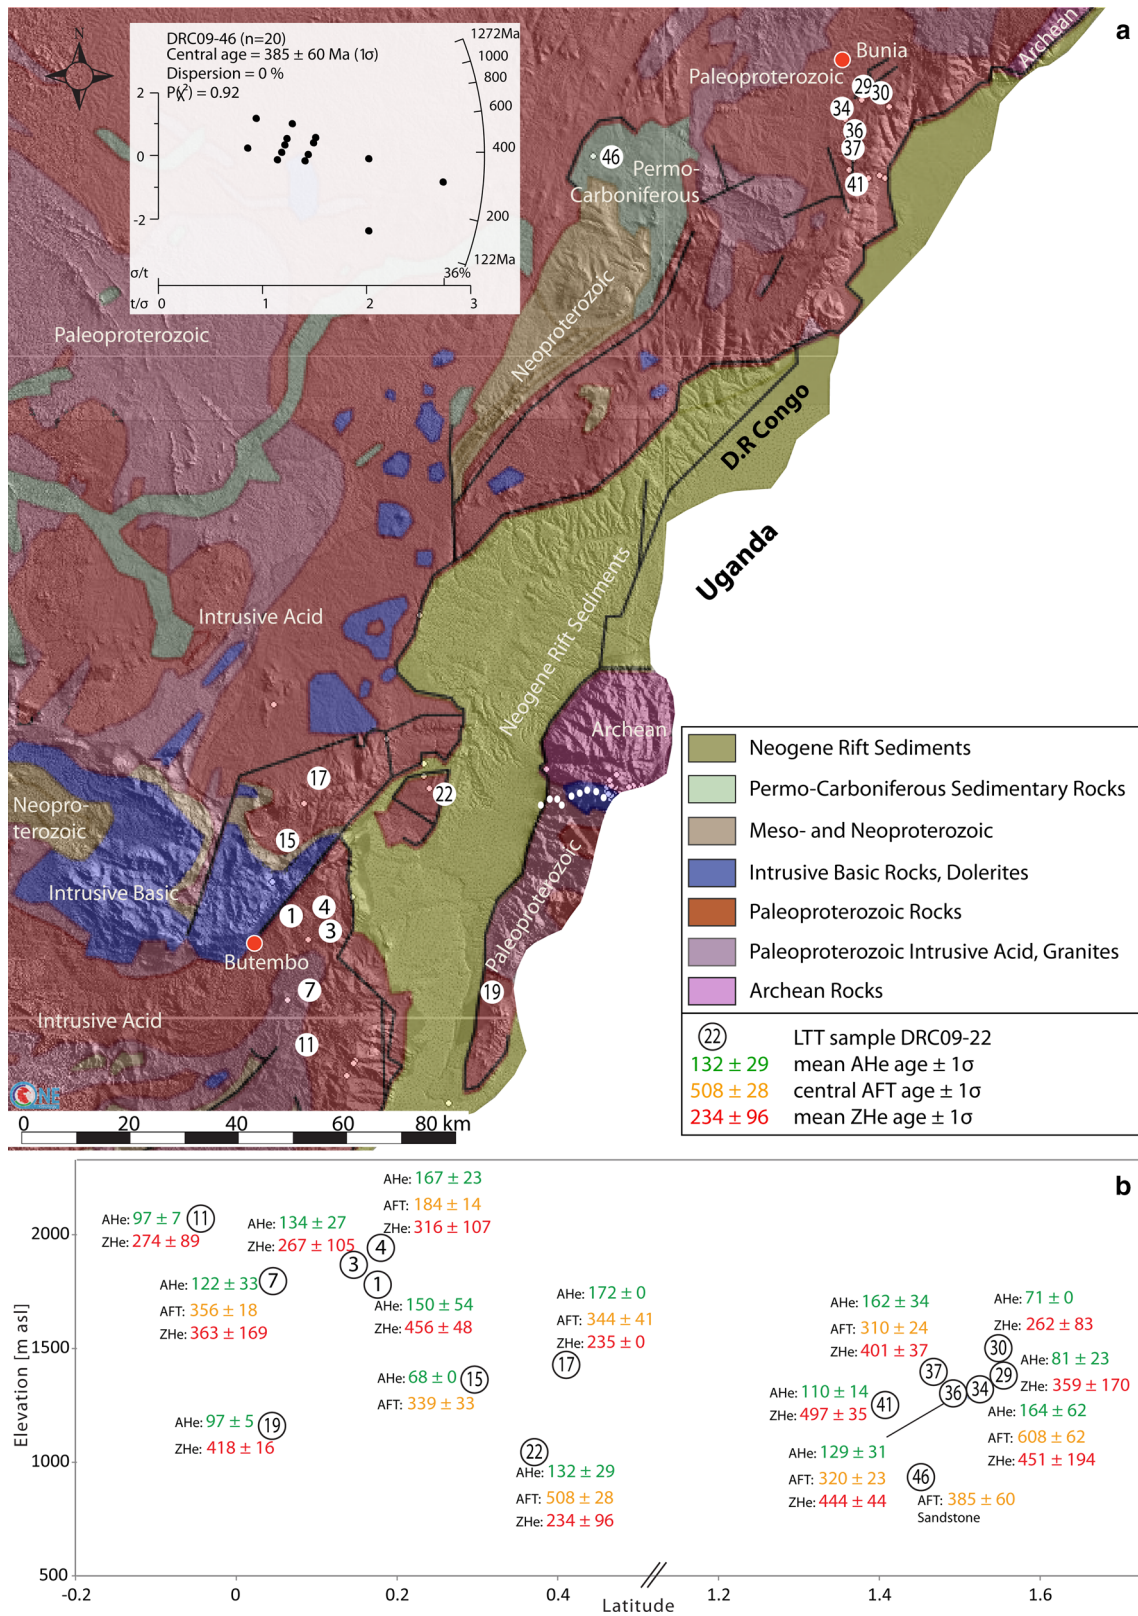 a
N
DRC09-46 (n=20)
Central age = 385 ± 60 Ma (1σ)
Dispersion = 0 %
P(χ²) = 0.92
2
0
-2
1272Ma
1000
800
600
400
200
122Ma
σ/t
36%
t/σ
0
1
2
3
Archean
Bunia
Paleoproterozoic
29
30
34
36
37
41
46
Permo-
Carboniferous
Neoproterozoic
Paleoproterozoic
D.R Congo
Uganda
Intrusive Acid
Neogene Rift Sediments
Archean
17
22
Neopro-
terozoic
15
Intrusive Basic
1
4
3
Butembo
Paleoproterozoic
7
19
Intrusive Acid
11
0
20
40
60
80 km
Neogene Rift Sediments
Permo-Carboniferous Sedimentary Rocks
Meso- and Neoproterozoic
Intrusive Basic Rocks, Dolerites
Paleoproterozoic Rocks
Paleoproterozoic Intrusive Acid, Granites
Archean Rocks
22 LTT sample DRC09-22
132 ± 29 mean AHe age ± 1σ
508 ± 28 central AFT age ± 1σ
234 ± 96 mean ZHe age ± 1σ
b
Elevation [m asl]
2000
1500
1000
500
AHe: 97 ± 7
ZHe: 274 ± 89
11
AHe: 134 ± 27
ZHe: 267 ± 105
3
AHe: 167 ± 23
AFT: 184 ± 14
ZHe: 316 ± 107
4
AHe: 122 ± 33
AFT: 356 ± 18
ZHe: 363 ± 169
7
1
AHe: 150 ± 54
ZHe: 456 ± 48
AHe: 172 ± 0
AFT: 344 ± 41
ZHe: 235 ± 0
17
AHe: 68 ± 0
AFT: 339 ± 33
15
AHe: 97 ± 5
ZHe: 418 ± 16
19
22
AHe: 132 ± 29
AFT: 508 ± 28
ZHe: 234 ± 96
AHe: 162 ± 34
AFT: 310 ± 24
ZHe: 401 ± 37
37
AHe: 71 ± 0
ZHe: 262 ± 83
30
AHe: 81 ± 23
ZHe: 359 ± 170
29
34
36
AHe: 110 ± 14
ZHe: 497 ± 35
41
AHe: 164 ± 62
AFT: 608 ± 62
ZHe: 451 ± 194
AHe: 129 ± 31
AFT: 320 ± 23
ZHe: 444 ± 44
46
AFT: 385 ± 60
Sandstone
-0.2
0
0.2
0.4
1.2
1.4
1.6
Latitude